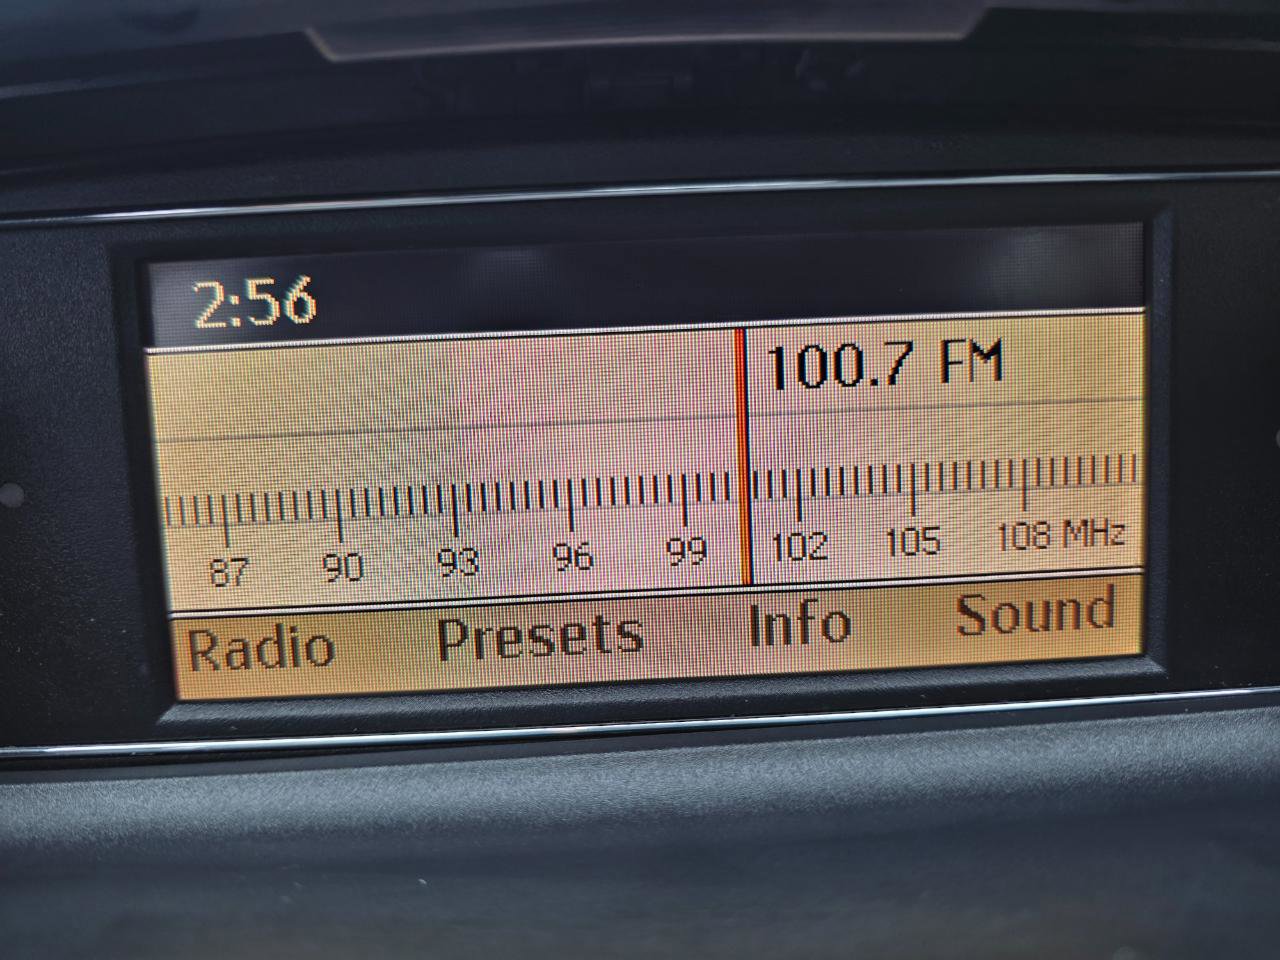 2:56
100.7 FM
87 90 93 96 99 102 105 108 MHz
Radio Presets Info Sound